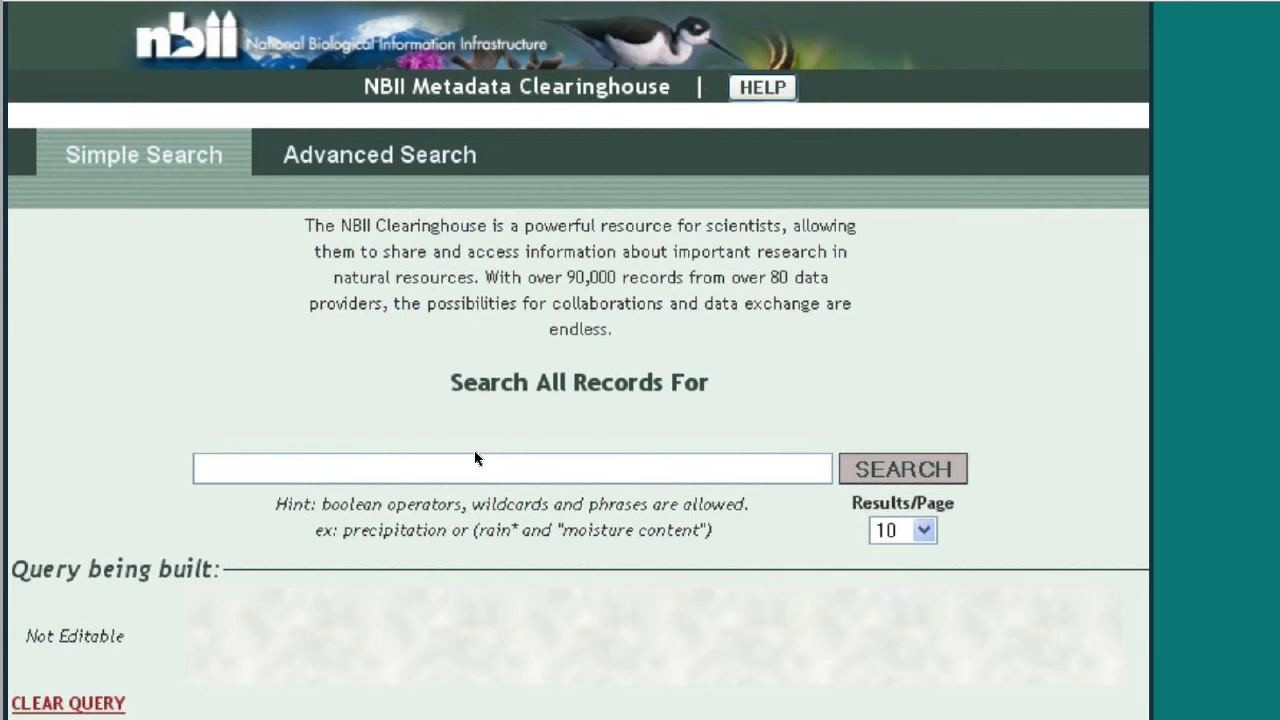 nbii National Biological Information Infrastructure
NBII Metadata Clearinghouse | HELP
Simple Search Advanced Search
The NBII Clearinghouse is a powerful resource for scientists, allowing
them to share and access information about important research in
natural resources. With over 90,000 records from over 80 data
providers, the possibilities for collaborations and data exchange are
endless.
Search All Records For
SEARCH
Hint: boolean operators, wildcards and phrases are allowed.
ex: precipitation or (rain* and "moisture content")
Results/Page
10
Query being built:
Not Editable
CLEAR QUERY